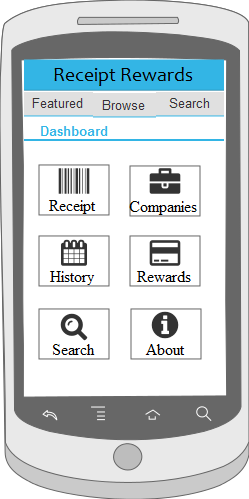 Receipt Rewards
Featured Browse Search
Dashboard
Receipt Companies
History Rewards
Search About